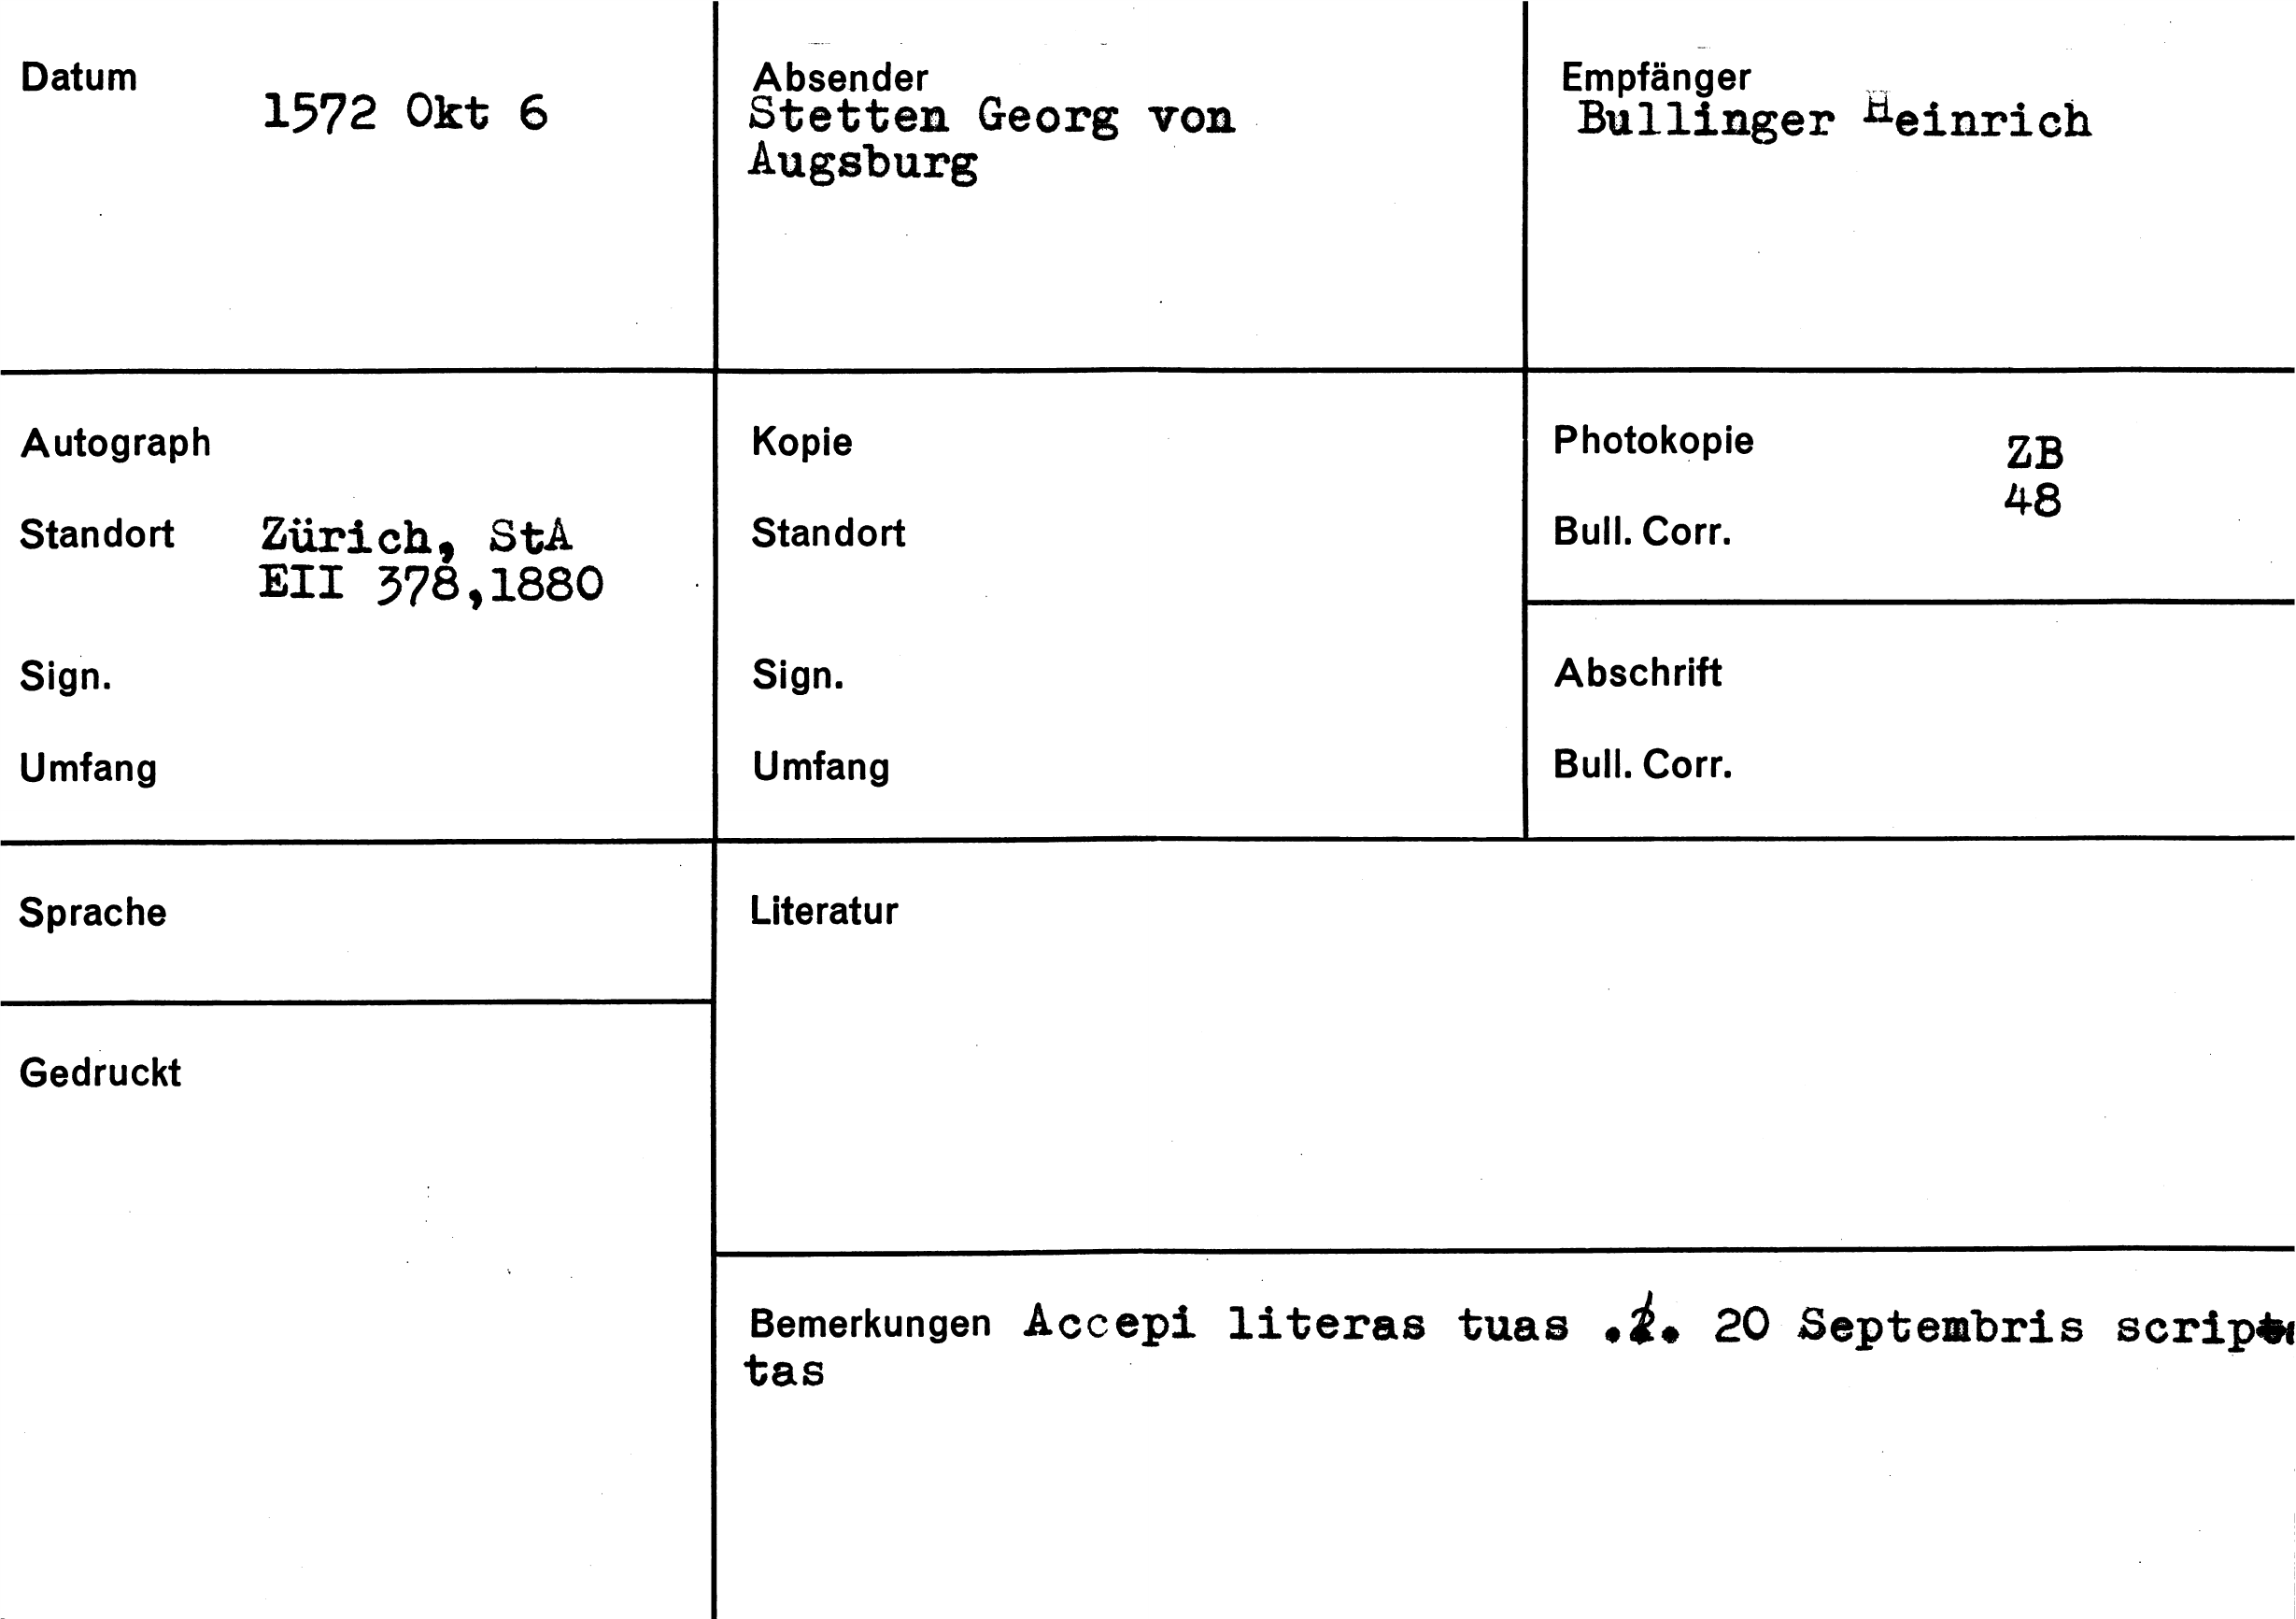 Datum
1572 Okt 6
Absender
Stetten Georg von
Augsburg
Empfänger
Bullinger Heinrich
Autograph
Standort Zürich, StA
EII 378,1880
Sign.
Umfang
Kopie
Standort
Sign.
Umfang
Photokopie ZB
48
Bull. Corr.
Abschrift
Bull. Corr.
Sprache
Gedruckt
Literatur
Bemerkungen Accepi literas tuas 20 Septembris scrip
tas